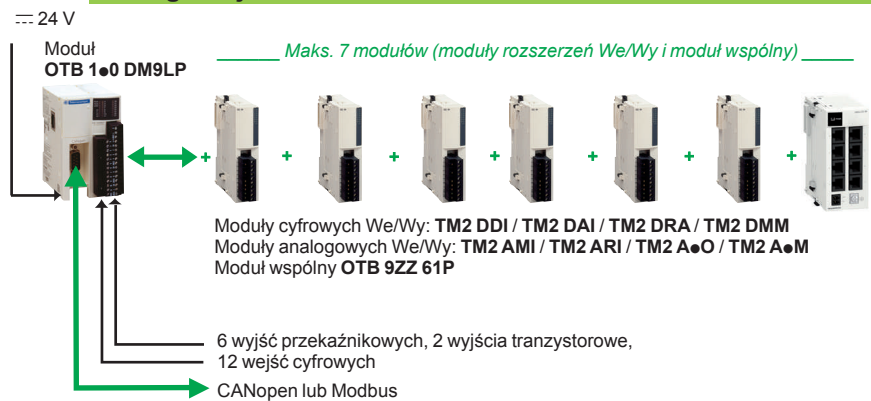 ⎓ 24 V
Moduł
OTB 1●0 DM9LP
Maks. 7 modułów (moduły rozszerzeń We/Wy i moduł wspólny)
+ + + + + + +
Moduły cyfrowych We/Wy: TM2 DDI / TM2 DAI / TM2 DRA / TM2 DMM
Moduły analogowych We/Wy: TM2 AMI / TM2 ARI / TM2 A●O / TM2 A●M
Moduł wspólny OTB 9ZZ 61P
6 wyjść przekaźnikowych, 2 wyjścia tranzystorowe,
12 wejść cyfrowych
CANopen lub Modbus